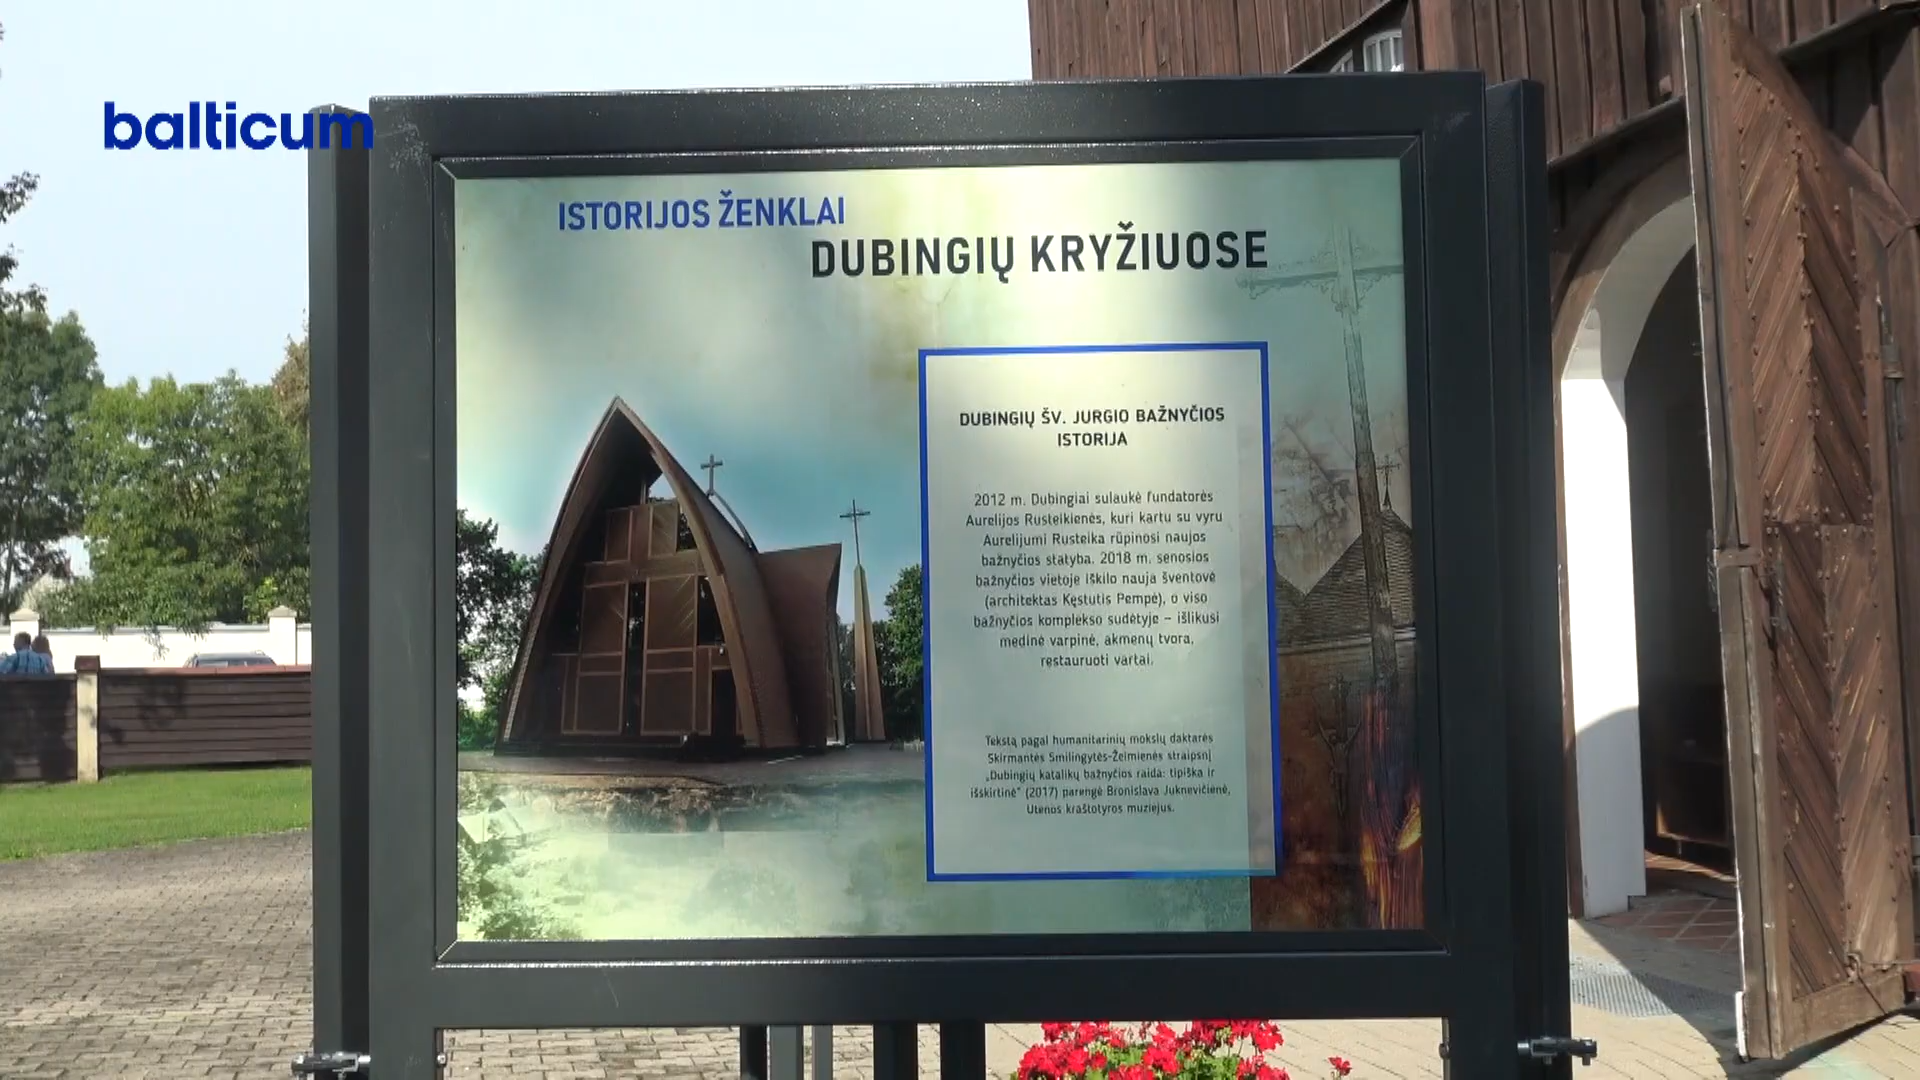 balticum
ISTORIJOS ŽENKLAI
DUBINGIŲ KRYŽIUOSE
DUBINGIŲ ŠV. JURGIO BAŽNYČIOS
ISTORIJA
2012 m. Dubingiai sulaukė fundatorės
Aurelijos Rusteikienės, kuri kartu su vyru
Aurelijumi Rusteika rūpinosi naujos
bažnyčios statyba. 2018 m. senosios
bažnyčios vietoje iškilo nauja šventovė
(architektas Kęstutis Pempė), o viso
bažnyčios komplekso sudėtyje – išlikusi
medinė varpinė, akmenų tvora,
restauruoti vartai.
Tekstą pagal humanitarinių mokslų daktarės
Skirmantės Smilingytės-Žeimienės straipsnį
„Dubingių katalikų bažnyčios raida: tipiška ir
išskirtinė“ (2017) parengė Bronislava Juknevičienė,
Utenos kraštotyros muziejus.